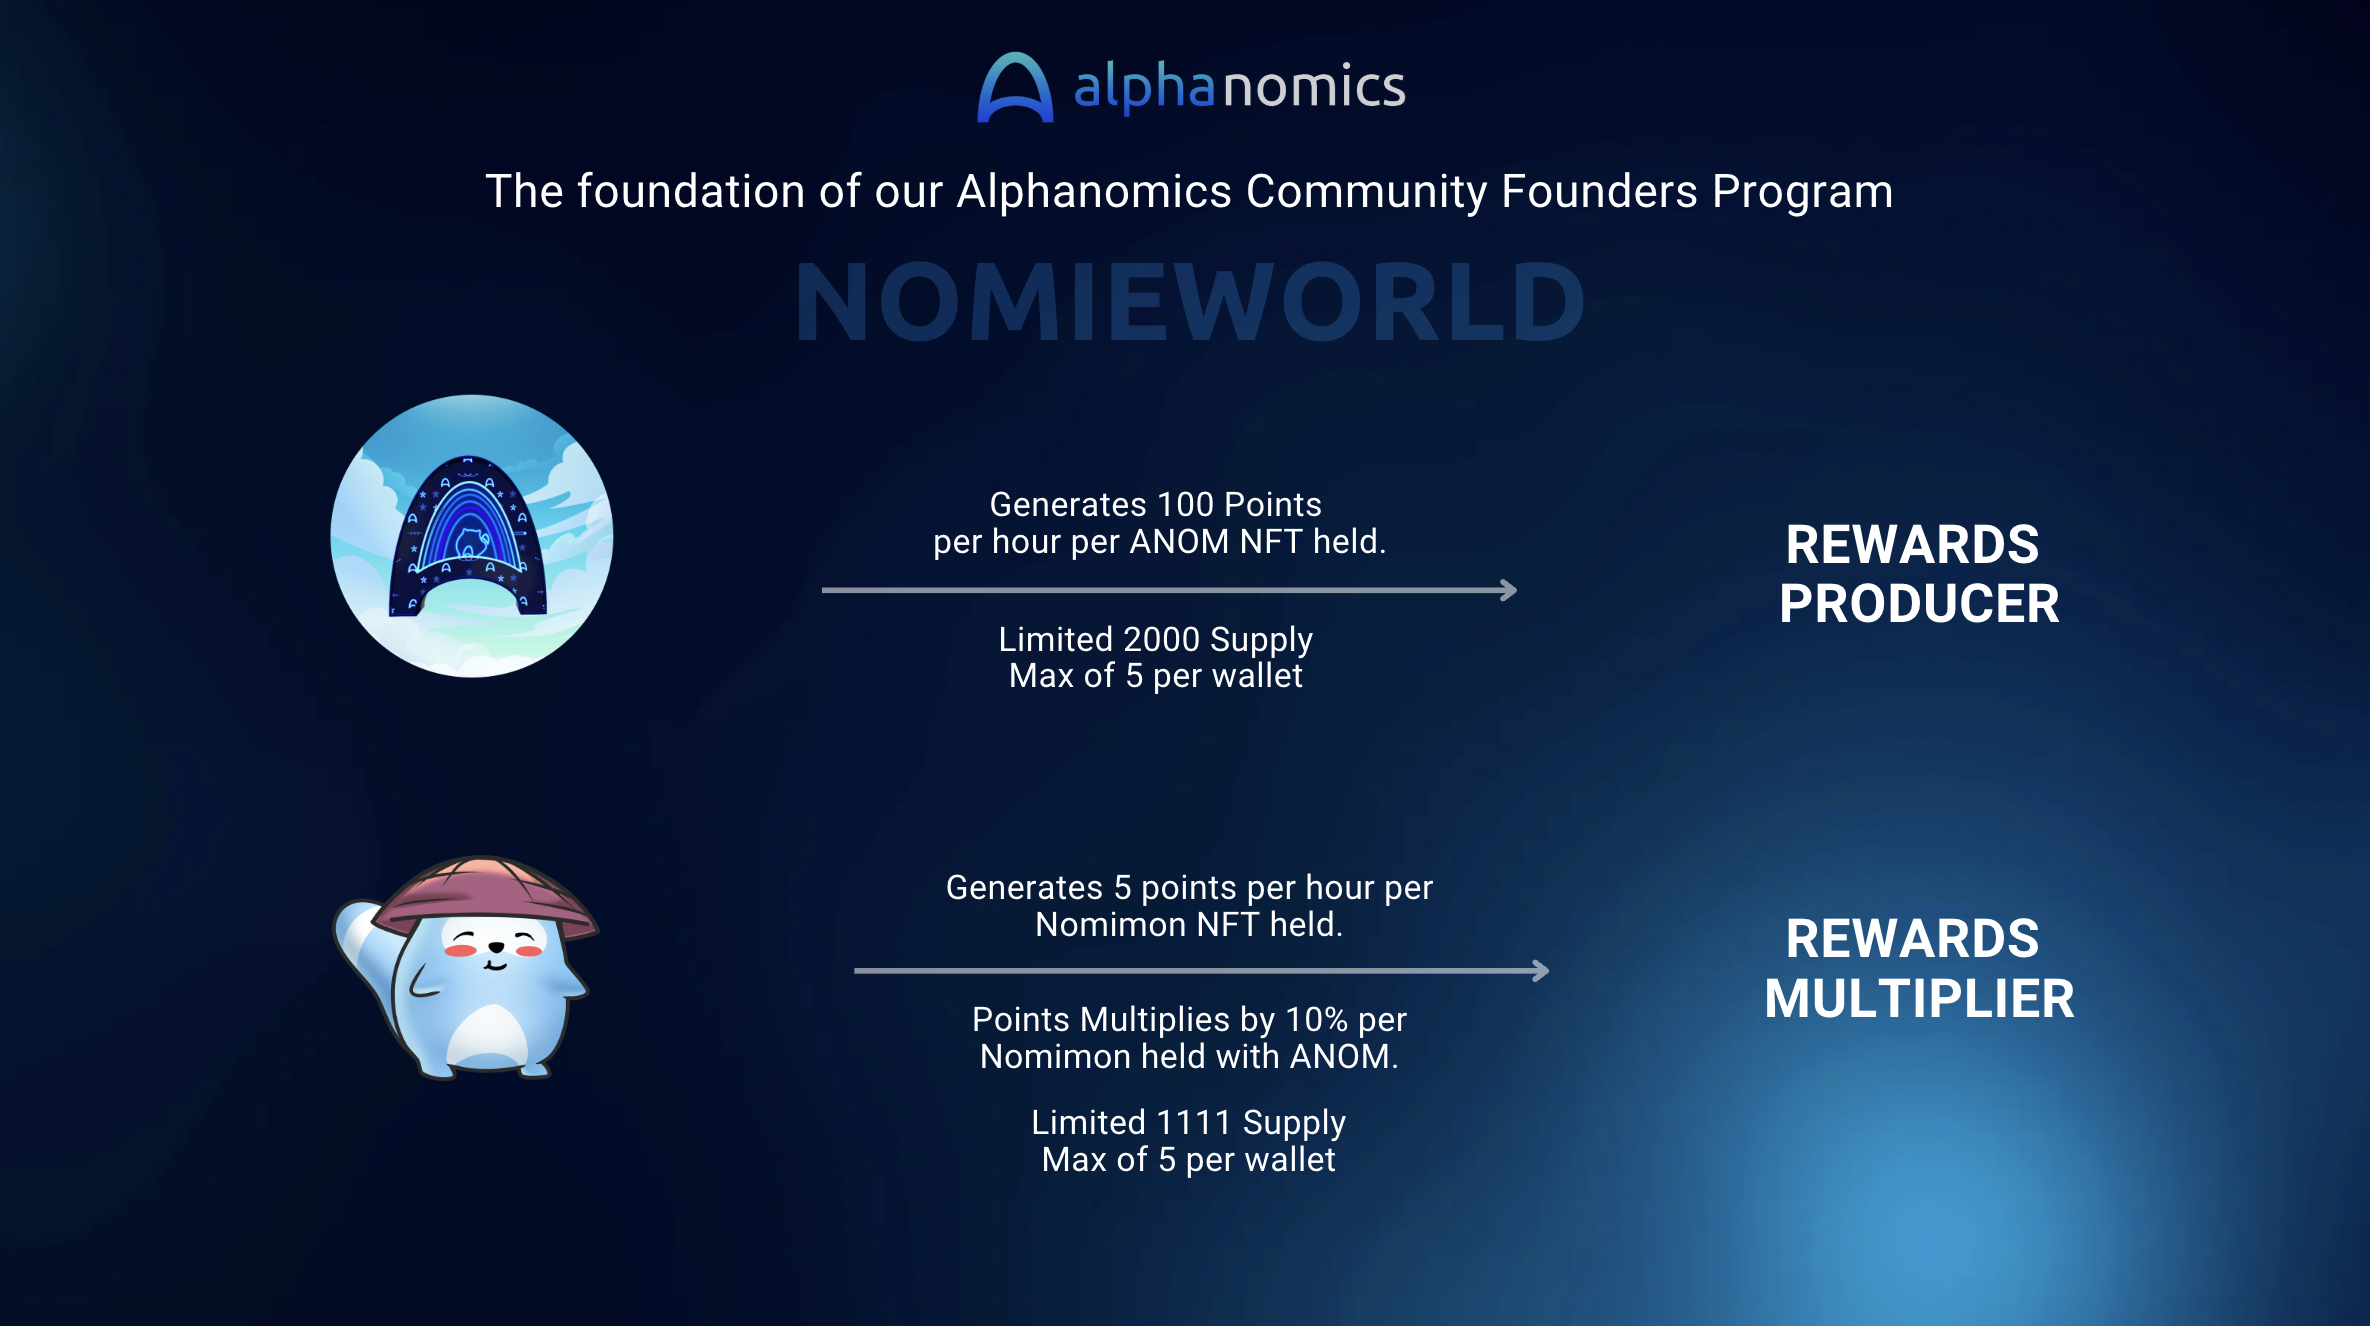 alphanomics
The foundation of our Alphanomics Community Founders Program
NOMIEWORLD
Generates 100 Points
per hour per ANOM NFT held.
Limited 2000 Supply
Max of 5 per wallet
REWARDS
PRODUCER
Generates 5 points per hour per
Nomimon NFT held.
Points Multiplies by 10% per
Nomimon held with ANOM.
Limited 1111 Supply
Max of 5 per wallet
REWARDS
MULTIPLIER